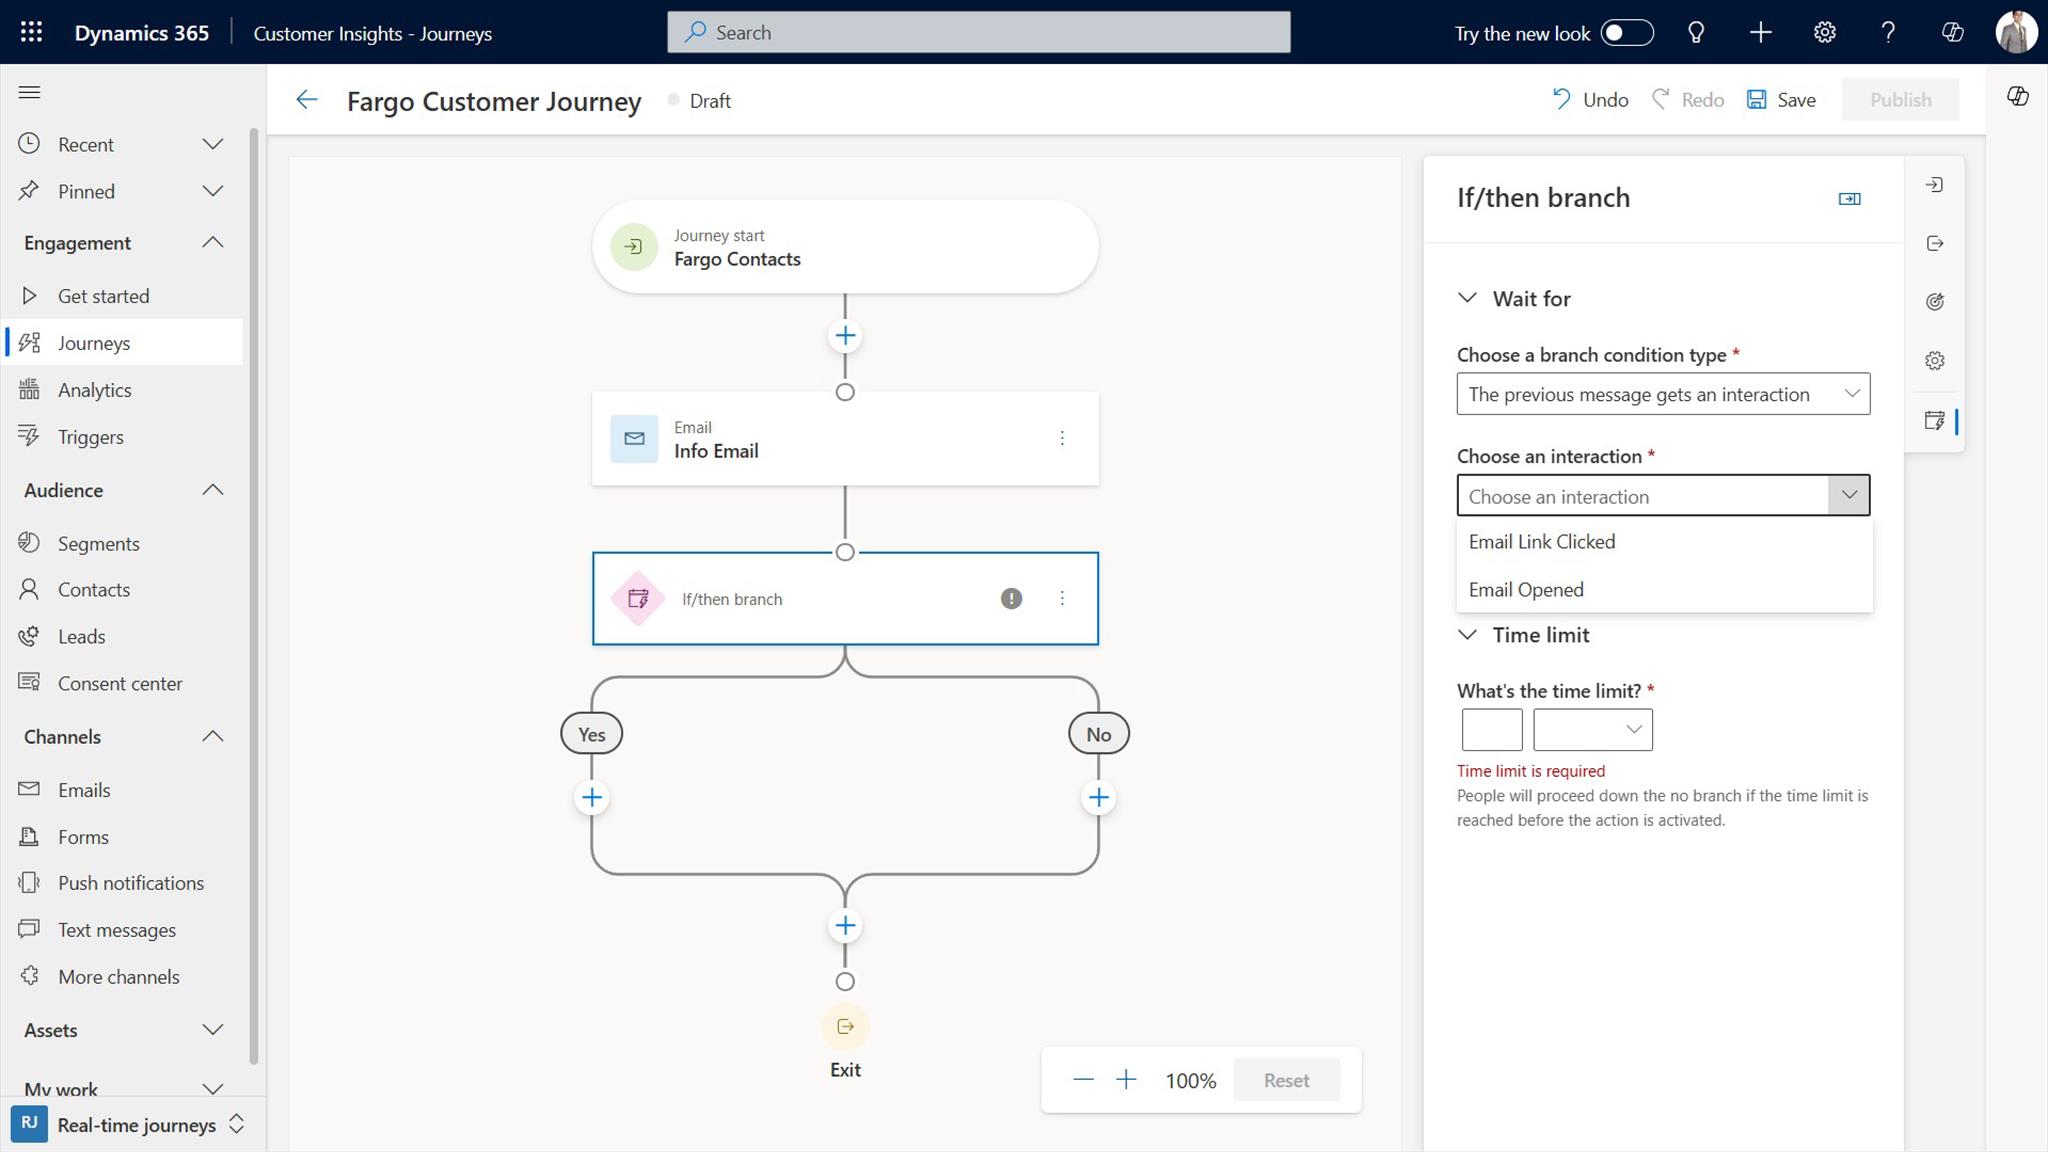 Dynamics 365
Customer Insights - Journeys
Search
Try the new look
Fargo Customer Journey
Draft
Undo
Redo
Save
Publish
Recent
Pinned
Engagement
Get started
Journeys
Analytics
Triggers
Audience
Segments
Contacts
Leads
Consent center
Channels
Emails
Forms
Push notifications
Text messages
More channels
Assets
My work
RJ
Real-time journeys
Journey start
Fargo Contacts
Email
Info Email
If/then branch
Yes
No
Exit
100%
Reset
If/then branch
Wait for
Choose a branch condition type *
The previous message gets an interaction
Choose an interaction *
Choose an interaction
Email Link Clicked
Email Opened
Time limit
What's the time limit? *
Time limit is required
People will proceed down the no branch if the time limit is
reached before the action is activated.